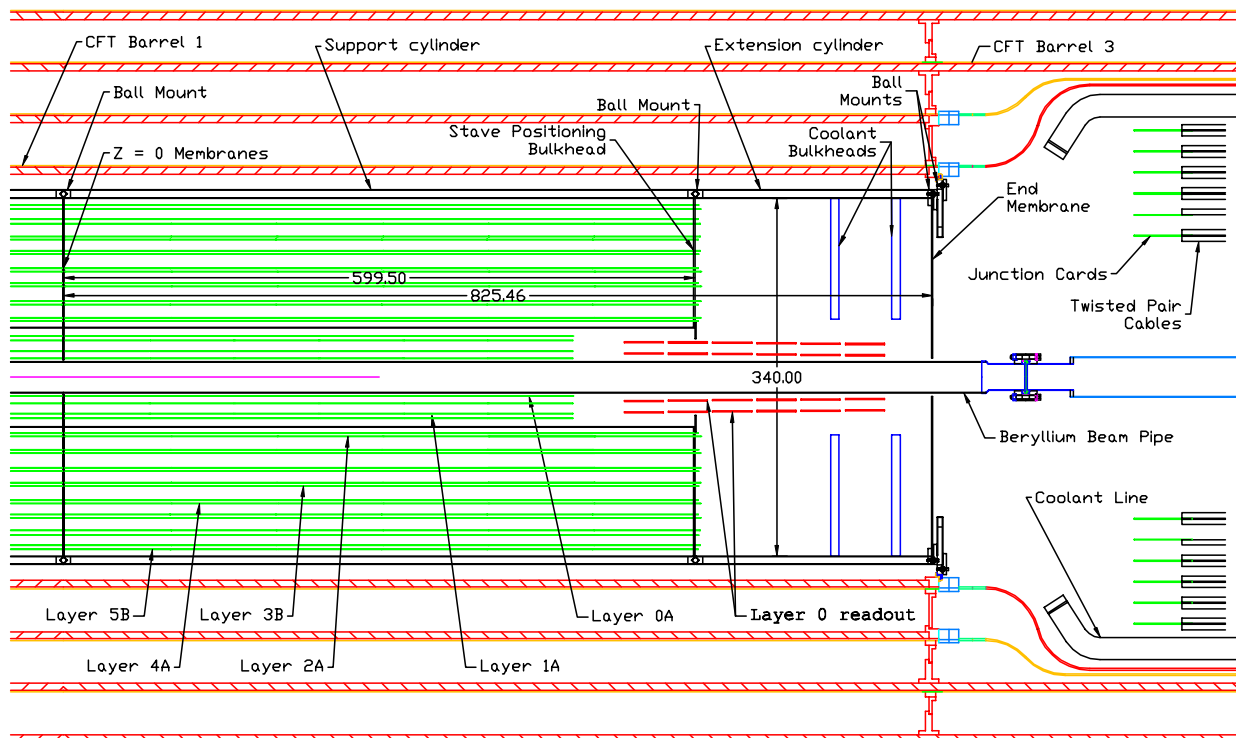 CFT Barrel 1
Support cylinder
Extension cylinder
CFT Barrel 3
Ball Mount
Ball
Mounts
Ball Mount
Stave Positioning
Bulkhead
Coolant
Bulkheads
Z = 0 Membranes
End
Membrane
599.50
825.46
Junction Cards
Twisted Pair
Cables
340.00
Beryllium Beam Pipe
Coolant Line
Layer 5B
Layer 3B
Layer 0A
Layer 0 readout
Layer 4A
Layer 2A
Layer 1A